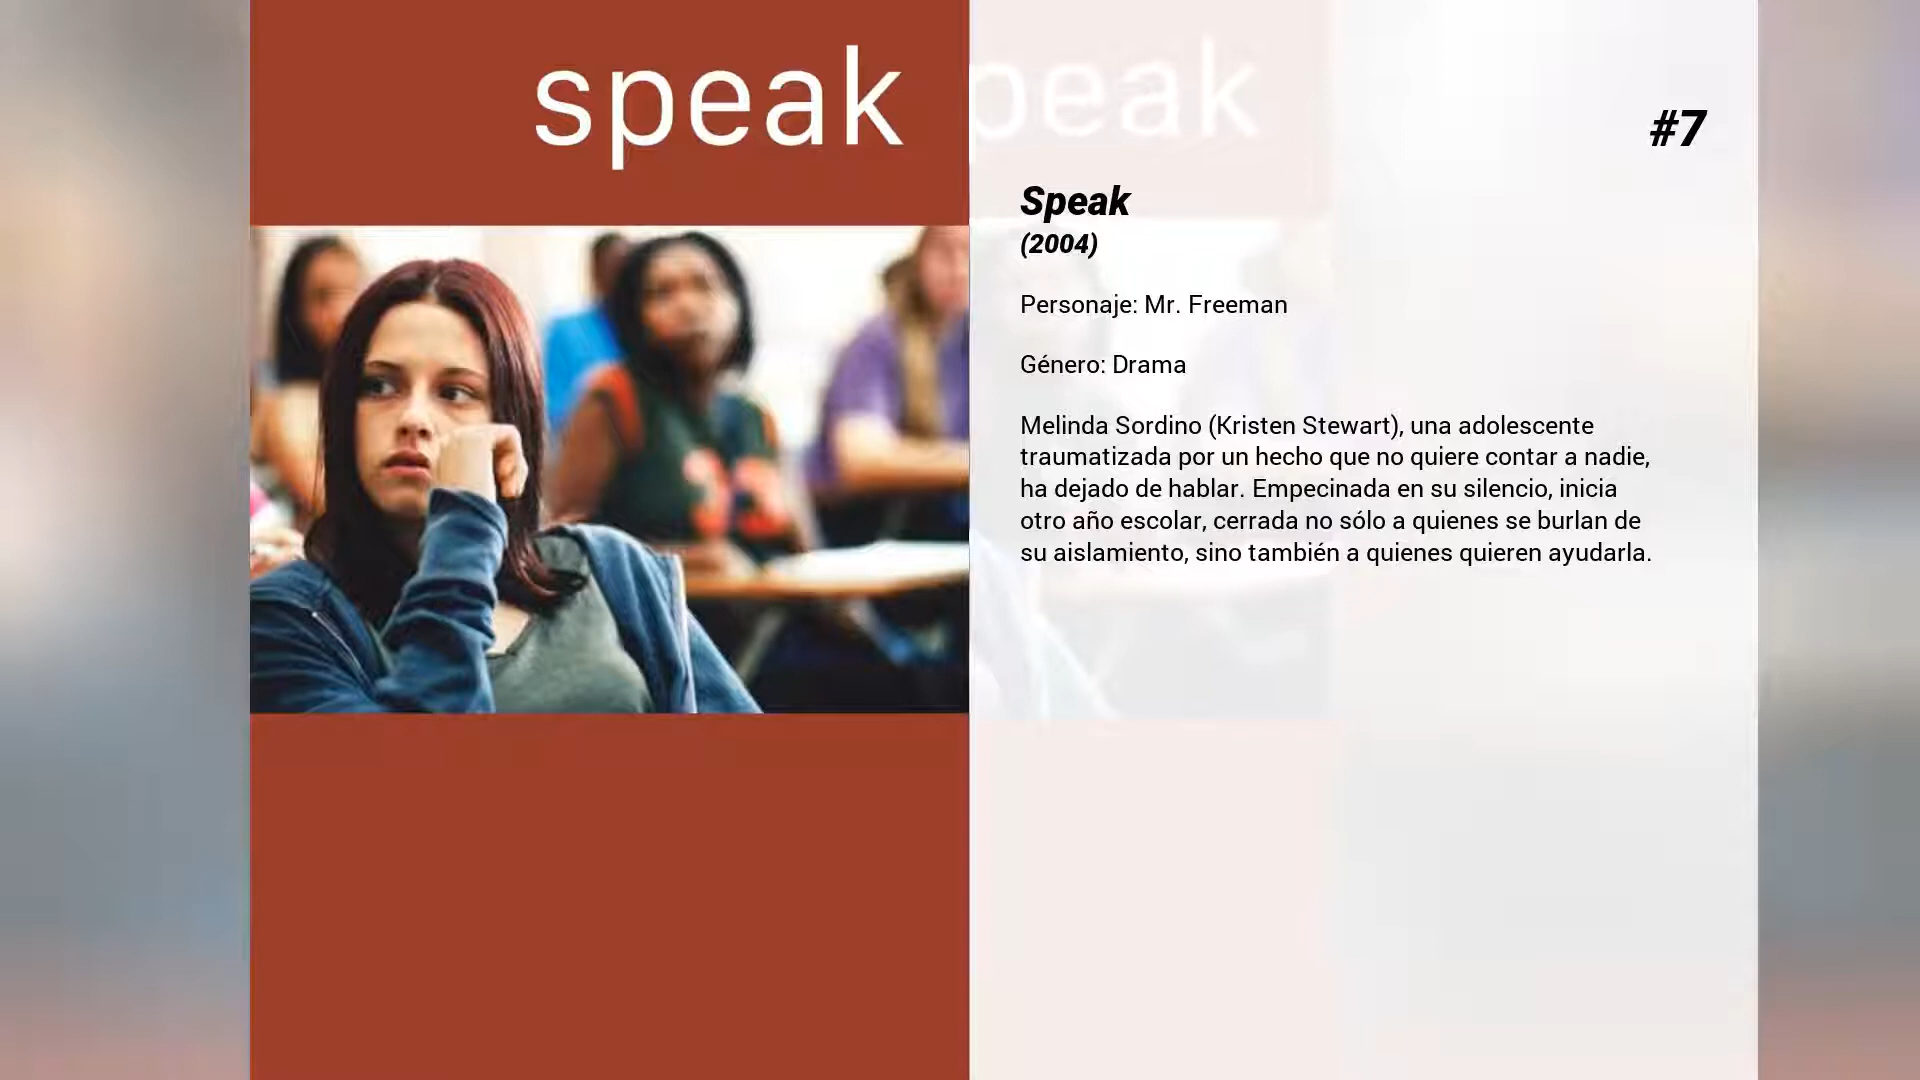 speak
peak
#7
Speak
(2004)
Personaje: Mr. Freeman
Género: Drama
Melinda Sordino (Kristen Stewart), una adolescente
traumatizada por un hecho que no quiere contar a nadie,
ha dejado de hablar. Empecinada en su silencio, inicia
otro año escolar, cerrada no sólo a quienes se burlan de
su aislamiento, sino también a quienes quieren ayudarla.
33